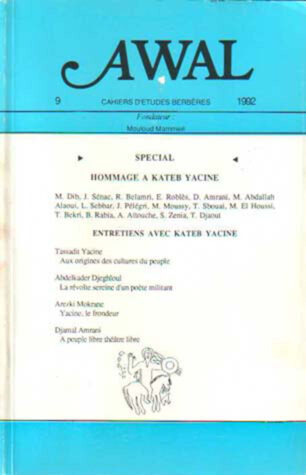 AWAL
9 CAHIERS D'ETUDES BERBÈRES 1992
Fondateur :
Mouloud Mammeri
SPECIAL
HOMMAGE A KATEB YACINE
M. Dib, J. Sénac, R. Belamri, E. Roblès, D. Amrani, M. Abdallah
Alaoui, L. Sebbar, J. Pélégri, M. Moussy, T. Sbouai, M. El Houssi,
T. Bekri, B. Rabia, A. Allouche, S. Zenia, T. Djaout
ENTRETIENS AVEC KATEB YACINE
Tassadit Yacine
Aux origines des cultures du peuple
Abdelkader Djeghloul
La révolte sereine d'un poète militant
Arezki Mokrane
Yacine, le frondeur
Djamal Amrani
A peuple libre théâtre libre